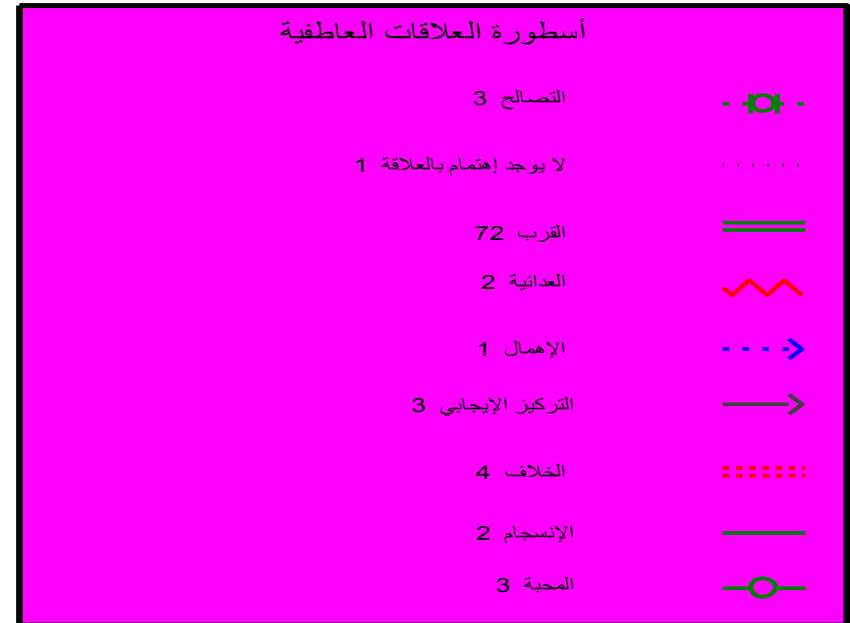 أسطورة العلاقات العاطفية
التصالح 3
لا يوجد إهتمام بالعلاقة 1
القرب 72
العدائية 2
الإهمال 1
التركيز الإيجابي 3
الخلاف 4
الإنسجام 2
المحبة 3